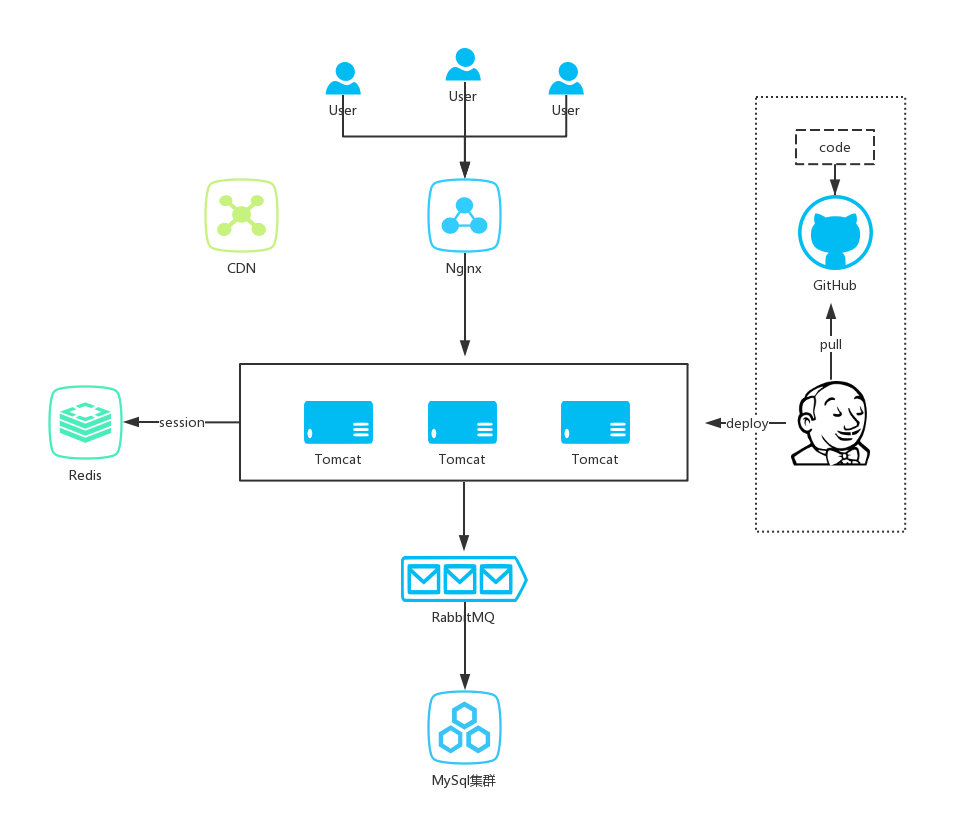 User
User
User
code
CDN
Nginx
GitHub
pull
session
deploy
Tomcat
Tomcat
Tomcat
Redis
RabbitMQ
MySql集群